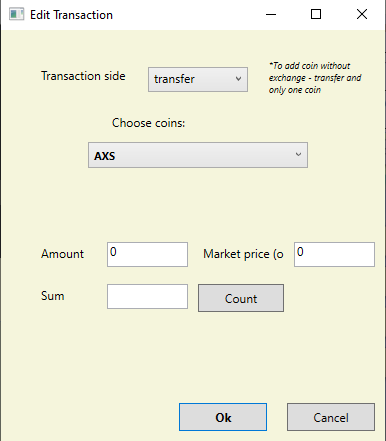 Edit Transaction
Transaction side
transfer
*To add coin without
exchange - transfer and
only one coin
Choose coins:
AXS
Amount
0
Market price (o
0
Sum
Count
Ok
Cancel